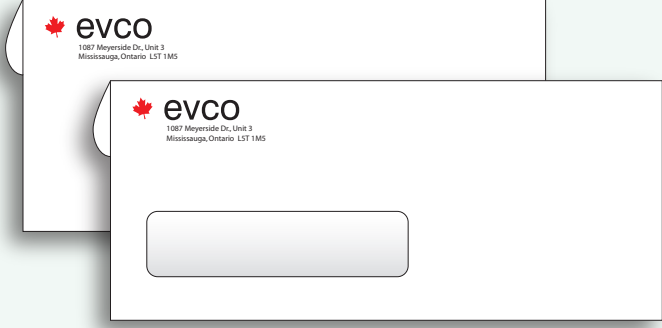 evco
1087 Meyerside Dr., Unit 3
Mississauga, Ontario L5T 1M5
evco
1087 Meyerside Dr., Unit 3
Mississauga, Ontario L5T 1M5